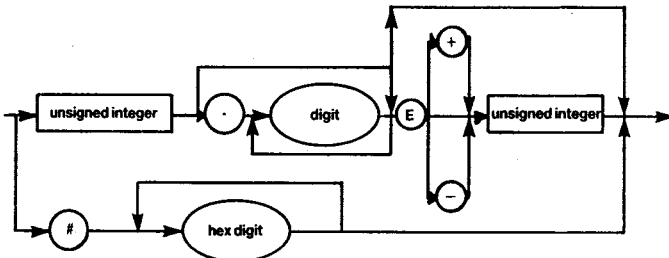 +
unsigned integer
.
digit
E
unsigned integer
−
#
hex digit